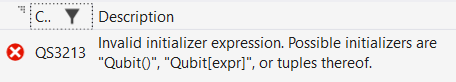 C... Description
QS3213 Invalid initializer expression. Possible initializers are
"Qubit()", "Qubit[expr]", or tuples thereof.